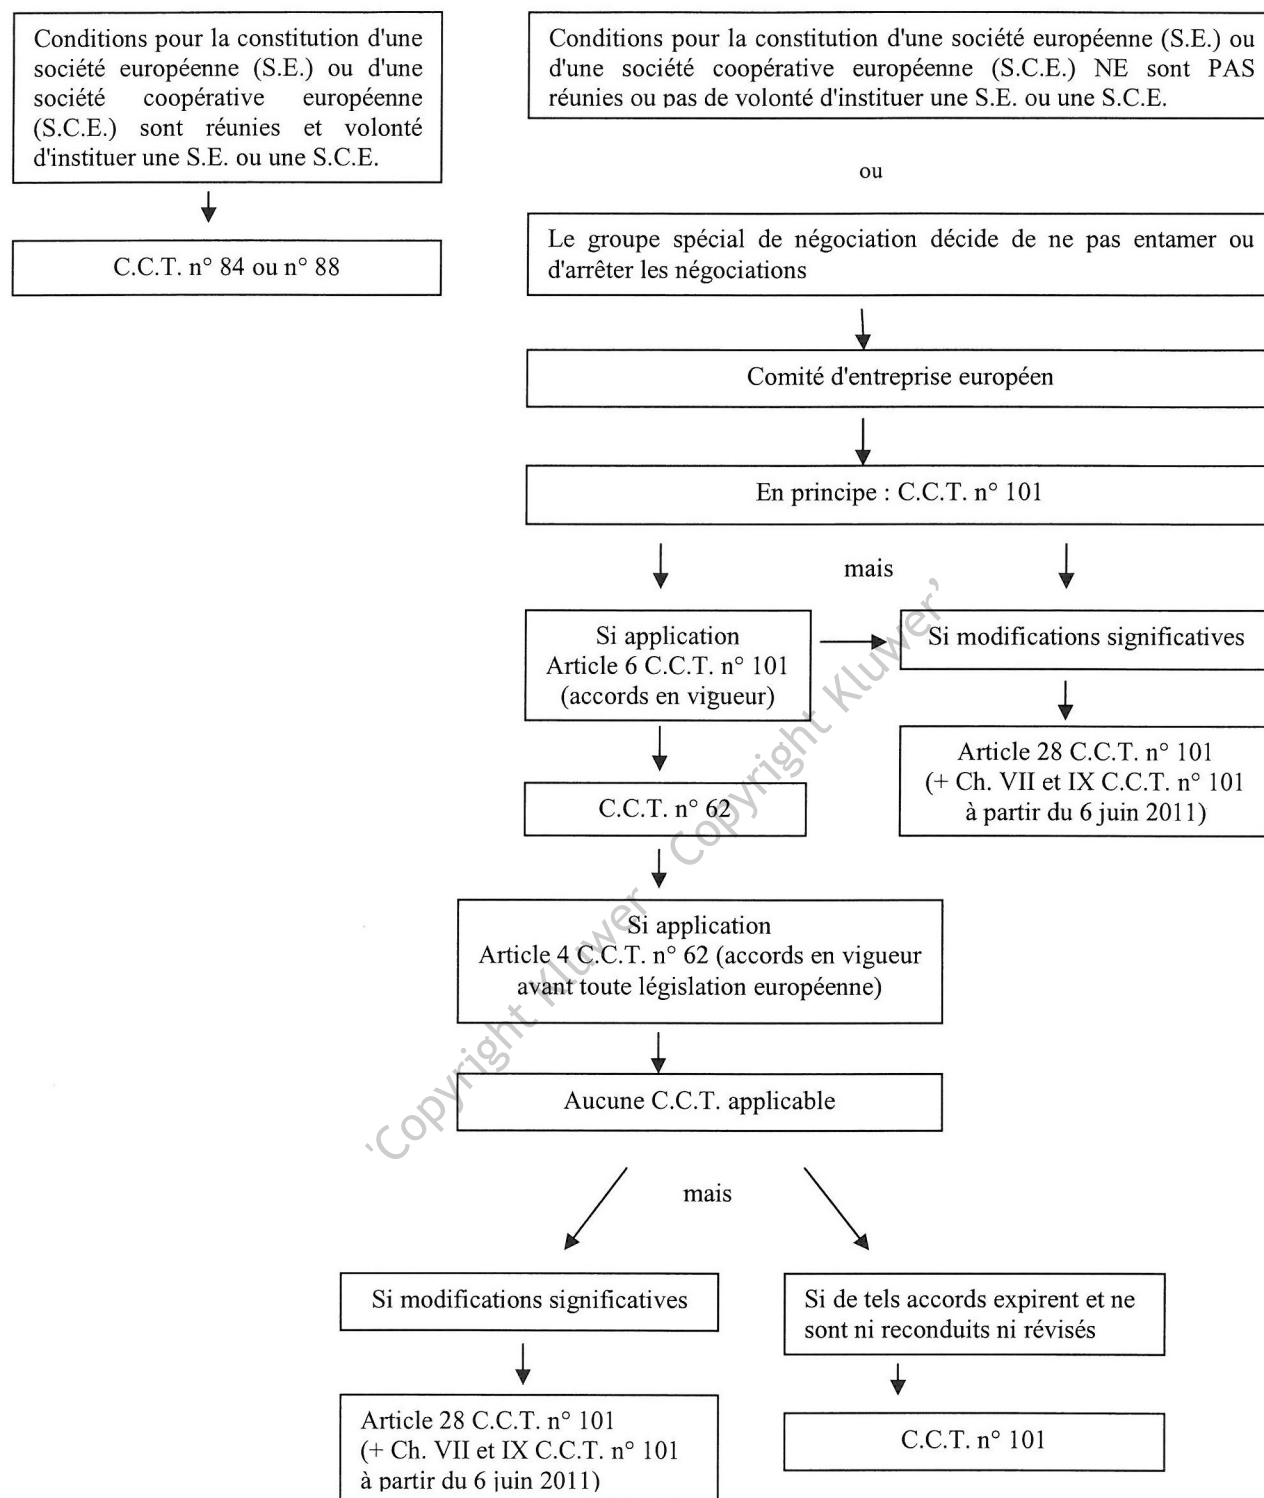 Conditions pour la constitution d'une
société européenne (S.E.) ou d'une
société coopérative européenne
(S.C.E.) sont réunies et volonté
d'instituer une S.E. ou une S.C.E.
C.C.T. n° 84 ou n° 88
Conditions pour la constitution d'une société européenne (S.E.) ou
d'une société coopérative européenne (S.C.E.) NE sont PAS
réunies ou pas de volonté d'instituer une S.E. ou une S.C.E.
ou
Le groupe spécial de négociation décide de ne pas entamer ou
d'arrêter les négociations
Comité d'entreprise européen
En principe : C.C.T. n° 101
mais
Si application
Article 6 C.C.T. n° 101
(accords en vigueur)
Si modifications significatives
Article 28 C.C.T. n° 101
(+ Ch. VII et IX C.C.T. n° 101
à partir du 6 juin 2011)
C.C.T. n° 62
Si application
Article 4 C.C.T. n° 62 (accords en vigueur
avant toute législation européenne)
Aucune C.C.T. applicable
mais
Si modifications significatives
Article 28 C.C.T. n° 101
(+ Ch. VII et IX C.C.T. n° 101
à partir du 6 juin 2011)
Si de tels accords expirent et ne
sont ni reconduits ni révisés
C.C.T. n° 101
'Copyright Kluwer - Copyright Kluwer'